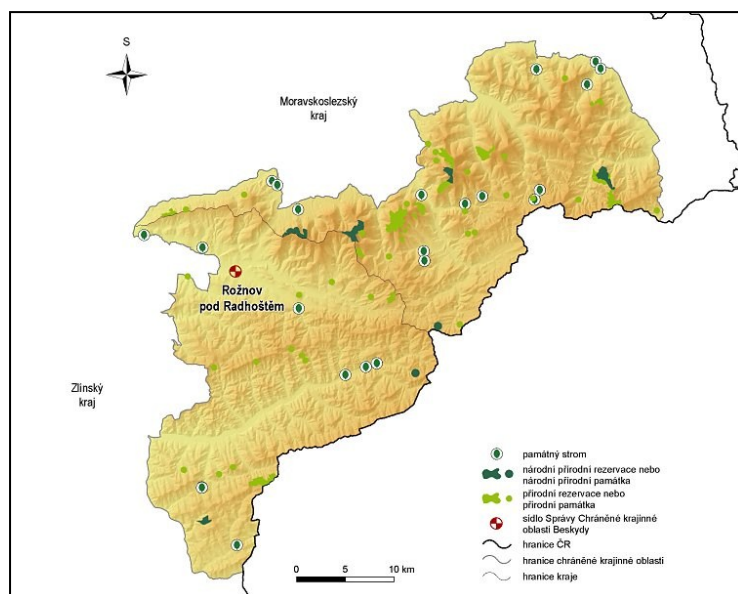 S
Moravskoslezský
kraj
Rožnov
pod Radhoštěm
Zlínský
kraj
památný strom
národní přírodní rezervace nebo
národní přírodní památka
přírodní rezervace nebo
přírodní památka
sídlo Správy Chráněné krajinné
oblasti Beskydy
hranice ČR
hranice chráněné krajinné oblasti
hranice kraje
0 5 10 km